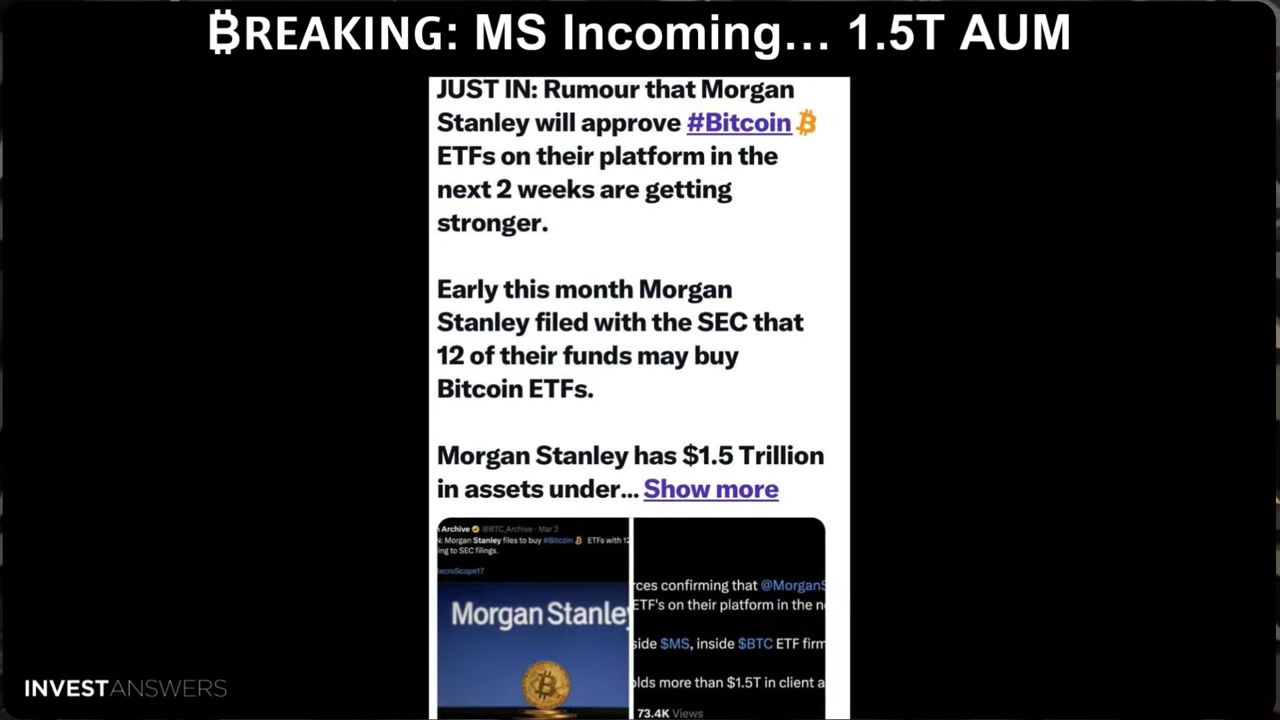 ₿REAKING: MS Incoming... 1.5T AUM
JUST IN: Rumour that Morgan
Stanley will approve #Bitcoin
ETFs on their platform in the
next 2 weeks are getting
stronger.
Early this month Morgan
Stanley filed with the SEC that
12 of their funds may buy
Bitcoin ETFs.
Morgan Stanley has $1.5 Trillion
in assets under... Show more
Archive @BTC_Archive · Mar 2
: Morgan Stanley files to buy #Bitcoin ETFs with
ing to SEC filings.
acroScope17
Morgan Stanley
rces confirming that @MorganS
ETF's on their platform in the
side $MS, inside $BTC ETF firm
lds more than $1.5T in client a
73.4K Views
INVESTANSWERS